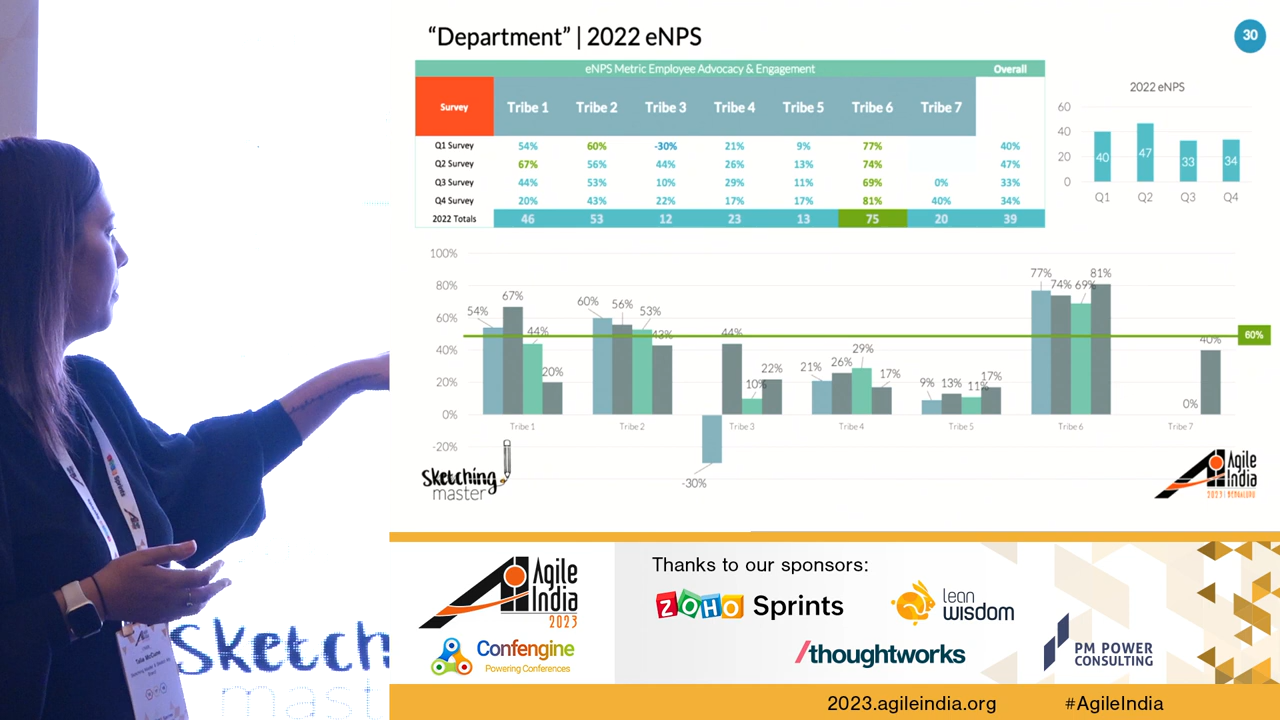 “Department” | 2022 eNPS
30
eNPS Metric Employee Advocacy & Engagement Overall
Survey Tribe 1 Tribe 2 Tribe 3 Tribe 4 Tribe 5 Tribe 6 Tribe 7
Q1 Survey 54% 60% -30% 21% 9% 77% 40%
Q2 Survey 67% 56% 44% 26% 13% 74% 47%
Q3 Survey 44% 53% 10% 29% 11% 69% 0% 33%
Q4 Survey 20% 43% 22% 17% 17% 81% 40% 34%
2022 Totals 46 53 12 23 13 75 20 39
2022 eNPS
60
40
20
0
40 47 33 34
Q1 Q2 Q3 Q4
100%
80%
60%
40%
20%
0%
-20%
54% 67% 44% 20%
60% 56% 53% 43%
-30% 44% 10% 22%
21% 26% 29% 17%
9% 13% 11% 17%
77% 74% 69% 81%
0% 40%
60%
Tribe 1 Tribe 2 Tribe 3 Tribe 4 Tribe 5 Tribe 6 Tribe 7
Sketching
master
Agile
India
2023 | BENGALURU
Agile
India
2023
Confengine
Powering Conferences
Thanks to our sponsors:
ZOHO Sprints
lean
wisdom
/thoughtworks
PM POWER
CONSULTING
2023.agileindia.org #AgileIndia
Sketch
mast